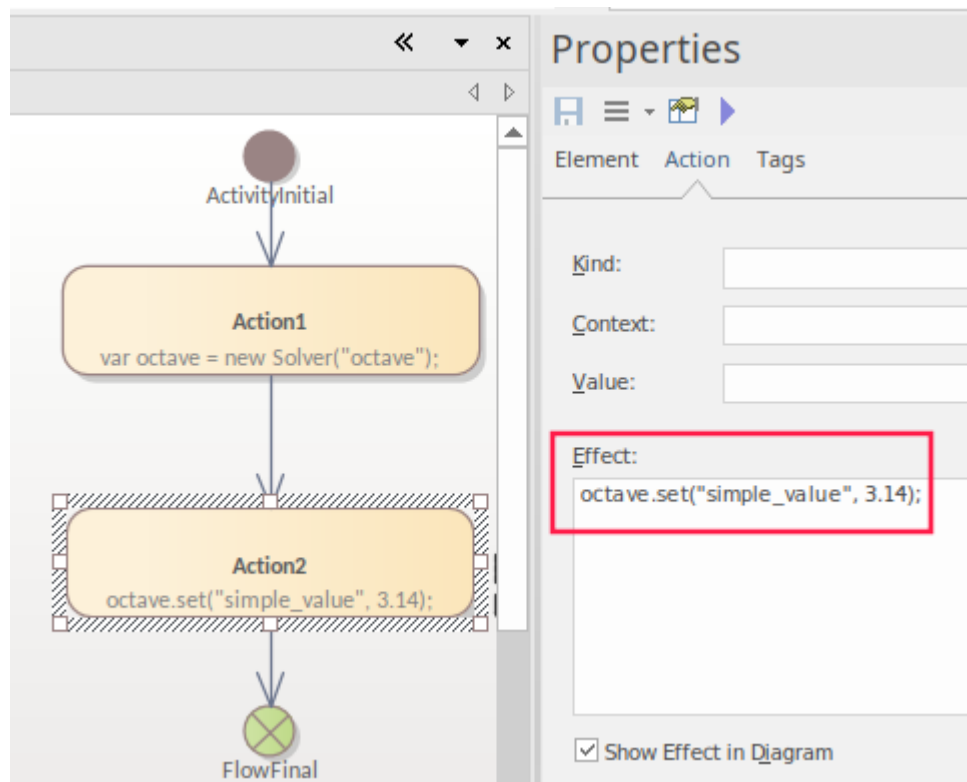 ActivityInitial
Action1
var octave = new Solver("octave");
Action2
octave.set("simple_value", 3.14);
FlowFinal
Properties
Element Action Tags
Kind:
Context:
Value:
Effect:
octave.set("simple_value", 3.14);
Show Effect in Diagram